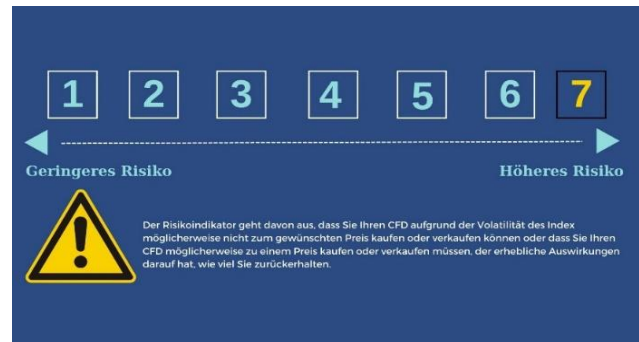 1 2 3 4 5 6 7
Geringeres Risiko Höheres Risiko
Der Risikoindikator geht davon aus, dass Sie Ihren CFD aufgrund der Volatilität des Index
möglicherweise nicht zum gewünschten Preis kaufen oder verkaufen können oder dass Sie Ihren
CFD möglicherweise zu einem Preis kaufen oder verkaufen müssen, der erhebliche Auswirkungen
darauf hat, wie viel Sie zurückerhalten.